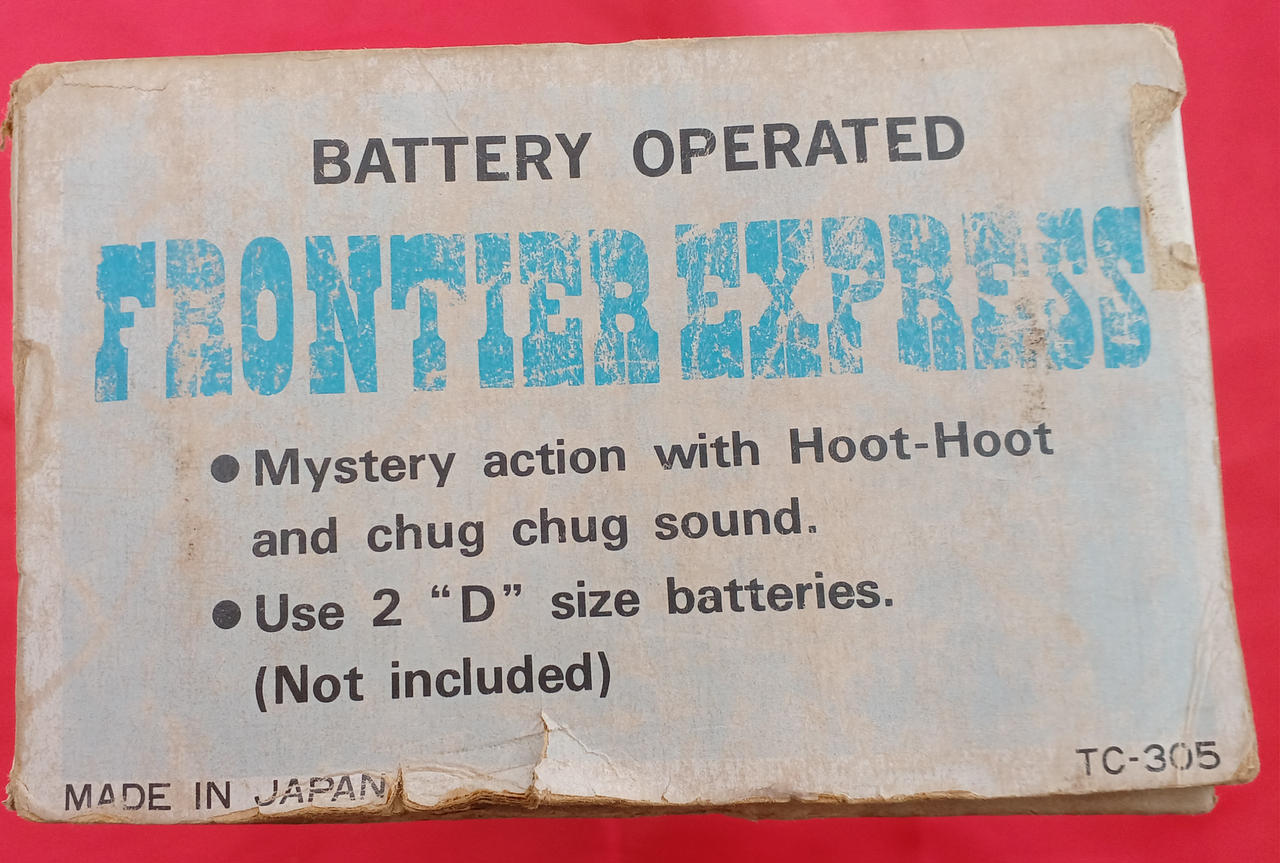 BATTERY OPERATED
FRONTIER EXPRESS
● Mystery action with Hoot-Hoot
and chug chug sound.
● Use 2 “D” size batteries.
(Not included)
MADE IN JAPAN
TC-305